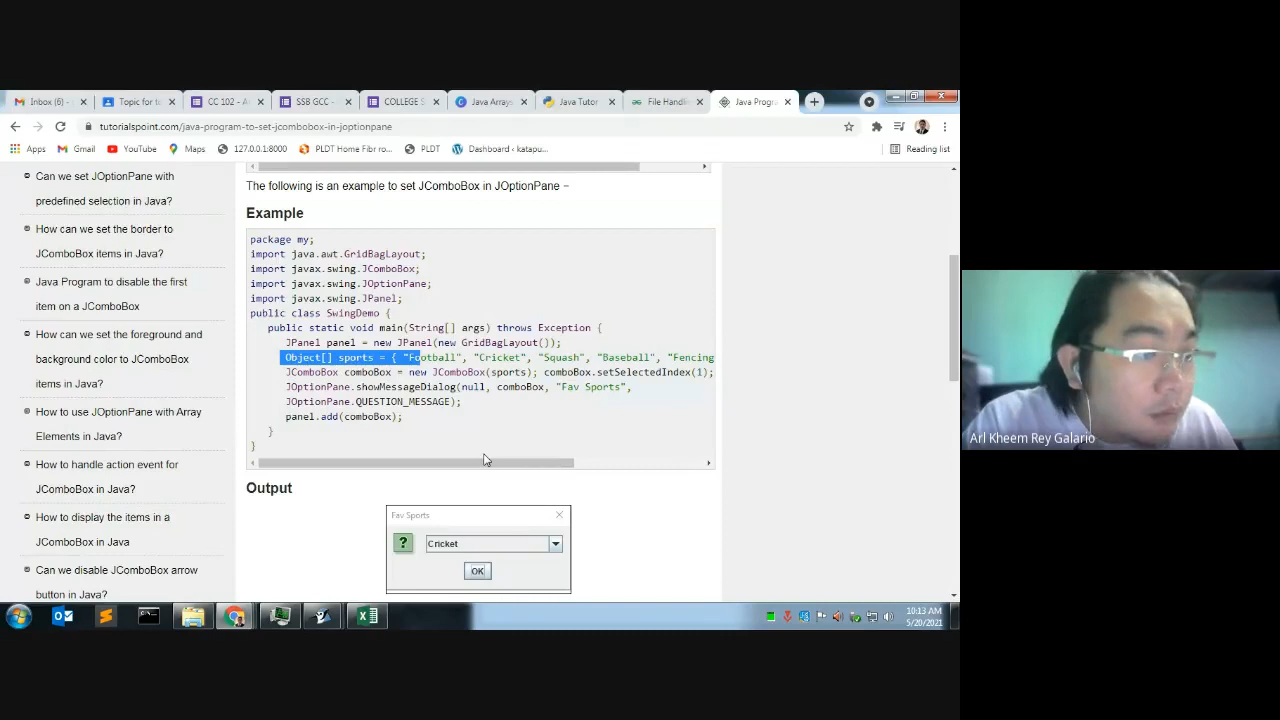 Inbox (6) -
Topic for t
CC-102 - A
SSB GCC -
COLLEGE S
Java Arrays
Java Tutor
File Handli
Java Progr
tutorialspoint.com/java-program-to-set-jcombobox-in-joptionpane
Apps
Gmail
YouTube
Maps
127.0.0.1:8000
PLDT Home Fibr ro...
PLDT
Dashboard ‹ katapu...
Reading list
Can we set JOptionPane with
predefined selection in Java?
How can we set the border to
JComboBox items in Java?
Java Program to disable the first
item on a JComboBox
How can we set the foreground and
background color to JComboBox
items in Java?
How to use JOptionPane with Array
Elements in Java?
How to handle action event for
JComboBox in Java?
How to display the items in a
JComboBox in Java
Can we disable JComboBox arrow
button in Java?
The following is an example to set JComboBox in JOptionPane −
Example
package my;
import java.awt.GridBagLayout;
import javax.swing.JComboBox;
import javax.swing.JOptionPane;
import javax.swing.JPanel;
public class SwingDemo {
public static void main(String[] args) throws Exception {
JPanel panel = new JPanel(new GridBagLayout());
Object[] sports = { "Football", "Cricket", "Squash", "Baseball", "Fencing
JComboBox comboBox = new JComboBox(sports); comboBox.setSelectedIndex(1);
JOptionPane.showMessageDialog(null, comboBox, "Fav Sports",
JOptionPane.QUESTION_MESSAGE);
panel.add(comboBox);
}
}
Output
Fav Sports
?
Cricket
OK
10:13 AM
5/20/2021
Arl Kheem Rey Galario